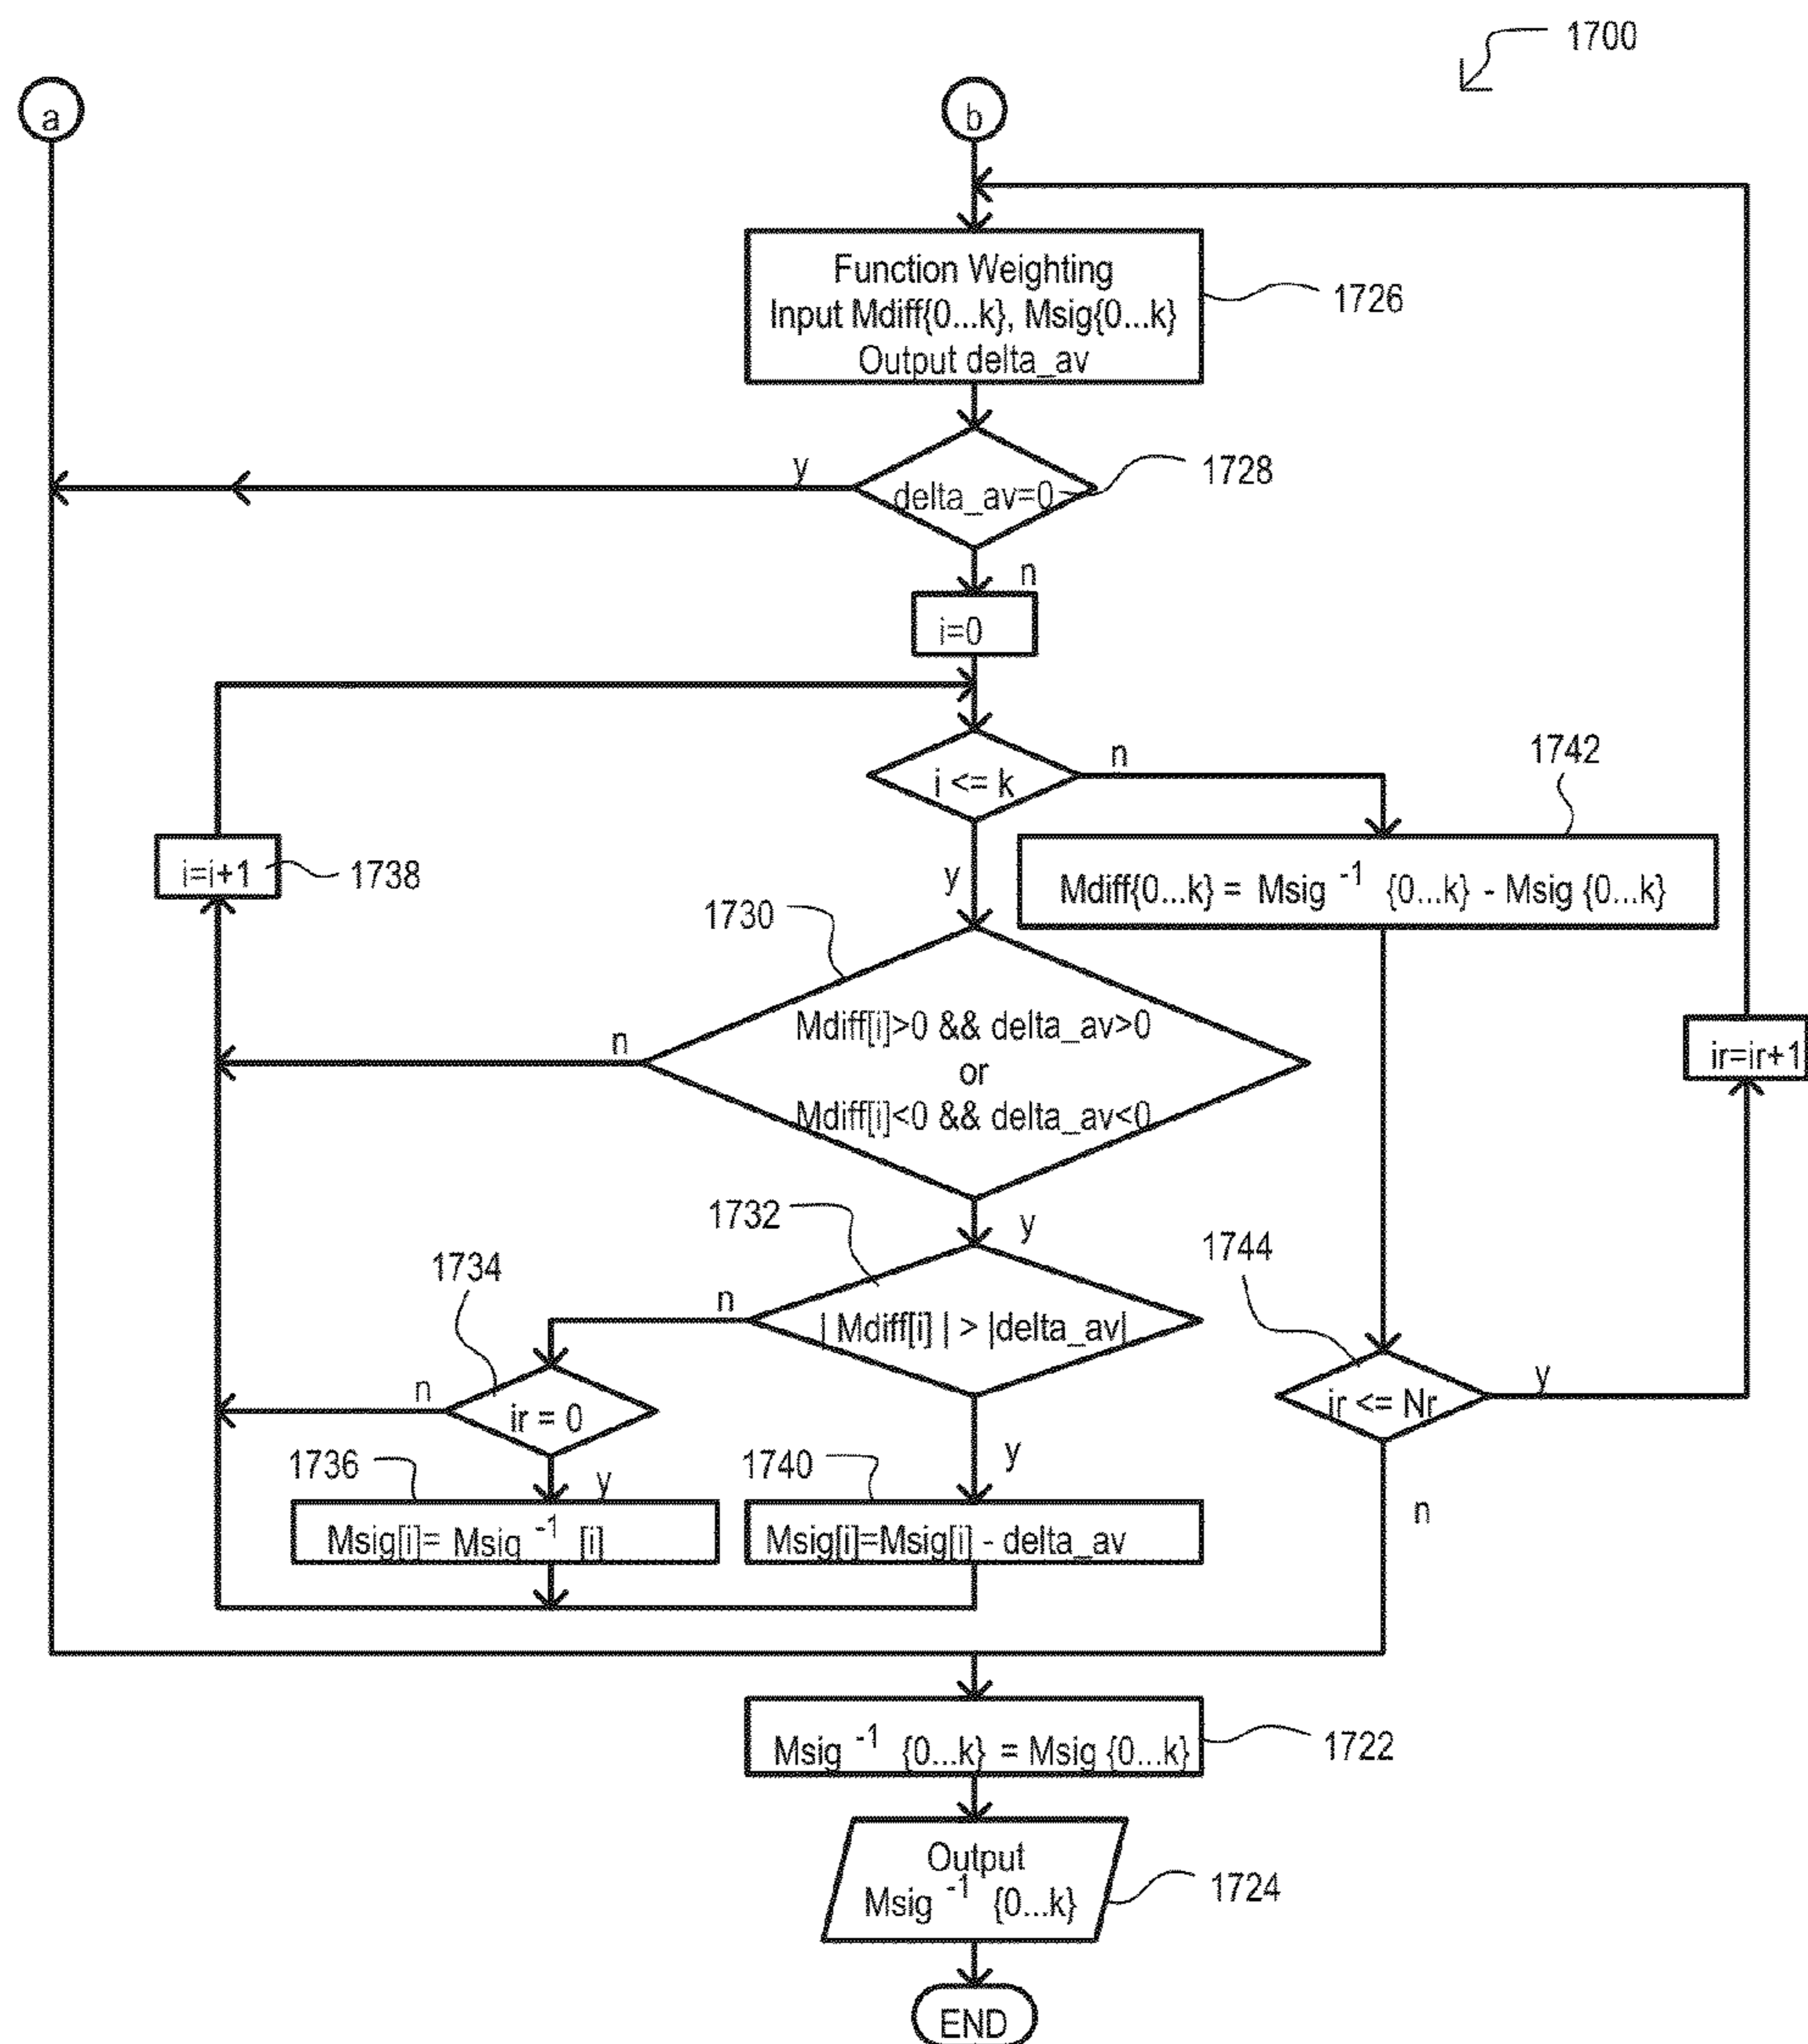 1700
a
b
Function Weighting
Input Mdiff{0...k}, Msig{0...k}
Output delta_av
1726
y
delta_av=0
1728
n
i=0
i <= k
n
1742
i=i+1
1738
y
Mdiff{0...k} = Msig -1 {0...k} - Msig {0...k}
1730
Mdiff[i]>0 && delta_av>0
or
Mdiff[i]<0 && delta_av<0
n
ir=ir+1
1732
y
1744
1734
n
| Mdiff[i] | > |delta_av|
n
ir = 0
ir <= Nr
y
1736
y
1740
y
n
Msig[i]= Msig -1 [i]
Msig[i]=Msig[i] - delta_av
Msig -1 {0...k} = Msig {0...k}
1722
Output
Msig -1 {0...k}
1724
END